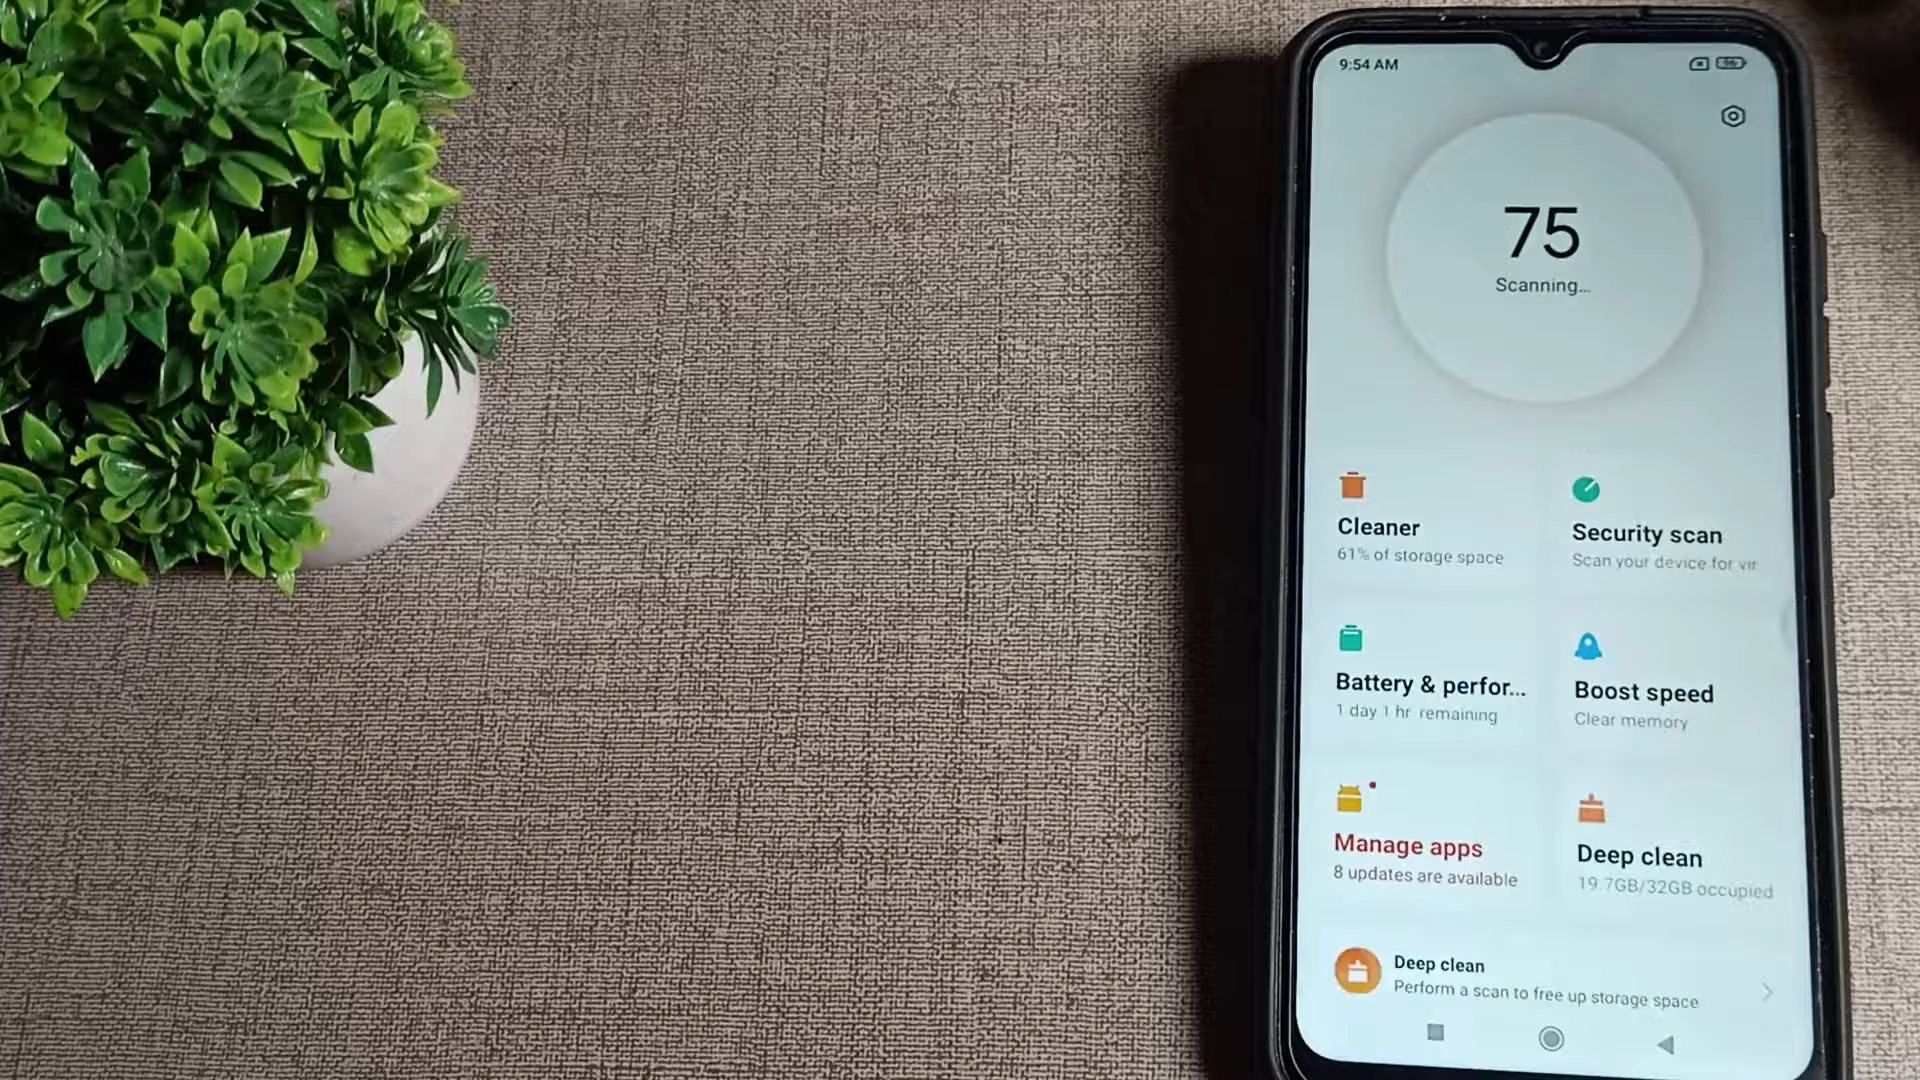 9:54 AM
75
Scanning...
Cleaner
61% of storage space
Security scan
Scan your device for vir
Battery & perfor...
1 day 1 hr remaining
Boost speed
Clear memory
Manage apps
8 updates are available
Deep clean
19.7GB/32GB occupied
Deep clean
Perform a scan to free up storage space